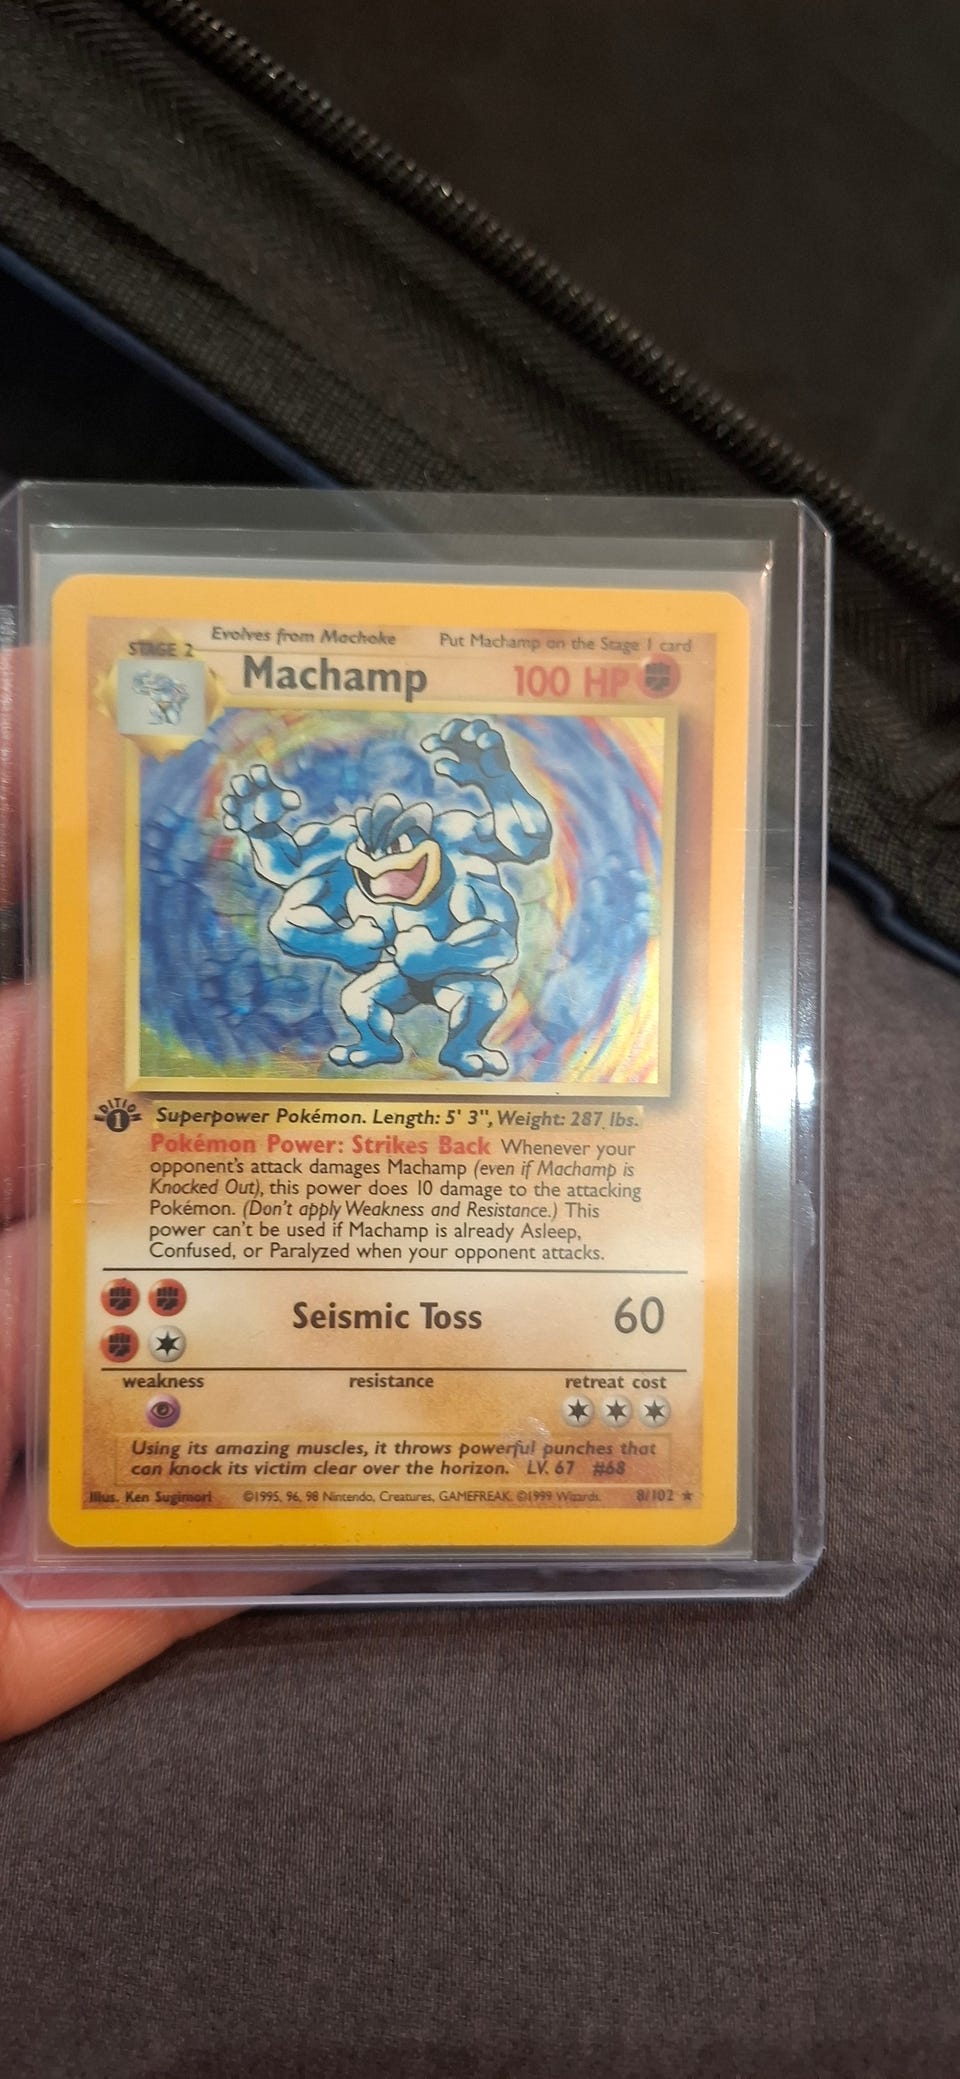 Evolves from Machoke Put Machamp on the Stage 1 card
STAGE 2
Machamp 100 HP
EDITION
1
Superpower Pokémon. Length: 5' 3", Weight: 287 lbs.
Pokémon Power: Strikes Back Whenever your
opponent's attack damages Machamp (even if Machamp is
Knocked Out), this power does 10 damage to the attacking
Pokémon. (Don't apply Weakness and Resistance.) This
power can't be used if Machamp is already Asleep,
Confused, or Paralyzed when your opponent attacks.
Seismic Toss 60
weakness resistance retreat cost
Using its amazing muscles, it throws powerful punches that
can knock its victim clear over the horizon. LV. 67 #68
Illus. Ken Sugimori ©1995, 96, 98 Nintendo, Creatures, GAMEFREAK. ©1999 Wizards. 8/102 ★